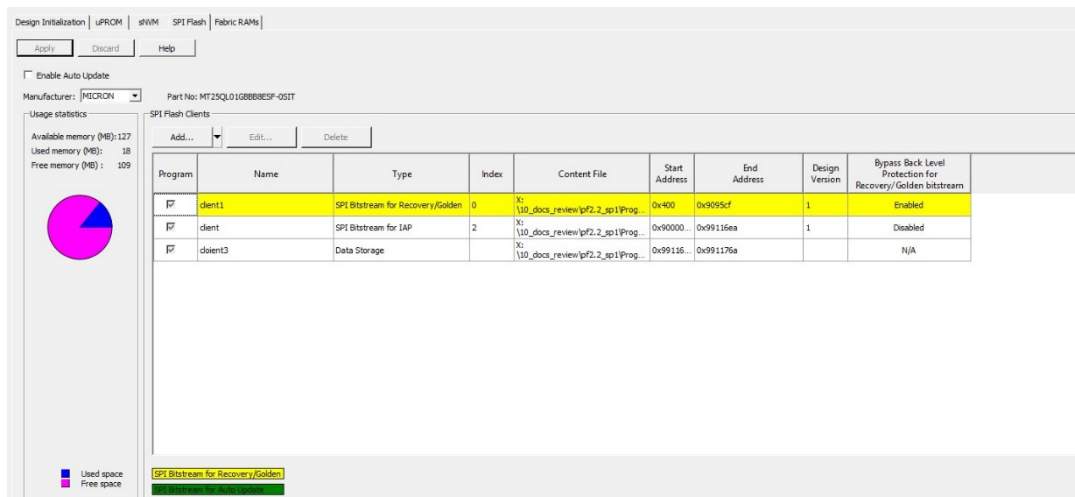 Design Initialization | uPROM | sNVM SPI Flash | Fabric RAMs
Apply Discard Help
Enable Auto Update
Manufacturer: MICRON Part No: MT25QL01GBBB8ESF-0SIT
Usage statistics SPI Flash Clients
Available memory (MB): 127 Add... Edit... Delete
Used memory (MB): 18
Free memory (MB) : 109
Program Name Type Index Content File Start Address End Address Design Version Bypass Back Level Protection for Recovery/Golden bitstream
client1 SPI Bitstream for Recovery/Golden 0 X: \10_docs_review\pf2.2_sp1\Prog... 0x400 0x9095cf 1 Enabled
client SPI Bitstream for IAP 2 X: \10_docs_review\pf2.2_sp1\Prog... 0x90000... 0x99116ea 1 Disabled
cloient3 Data Storage X: \10_docs_review\pf2.2_sp1\Prog... 0x99116... 0x991176a N/A
Used space SPI Bitstream for Recovery/Golden
Free space SPI Bitstream for Auto Update